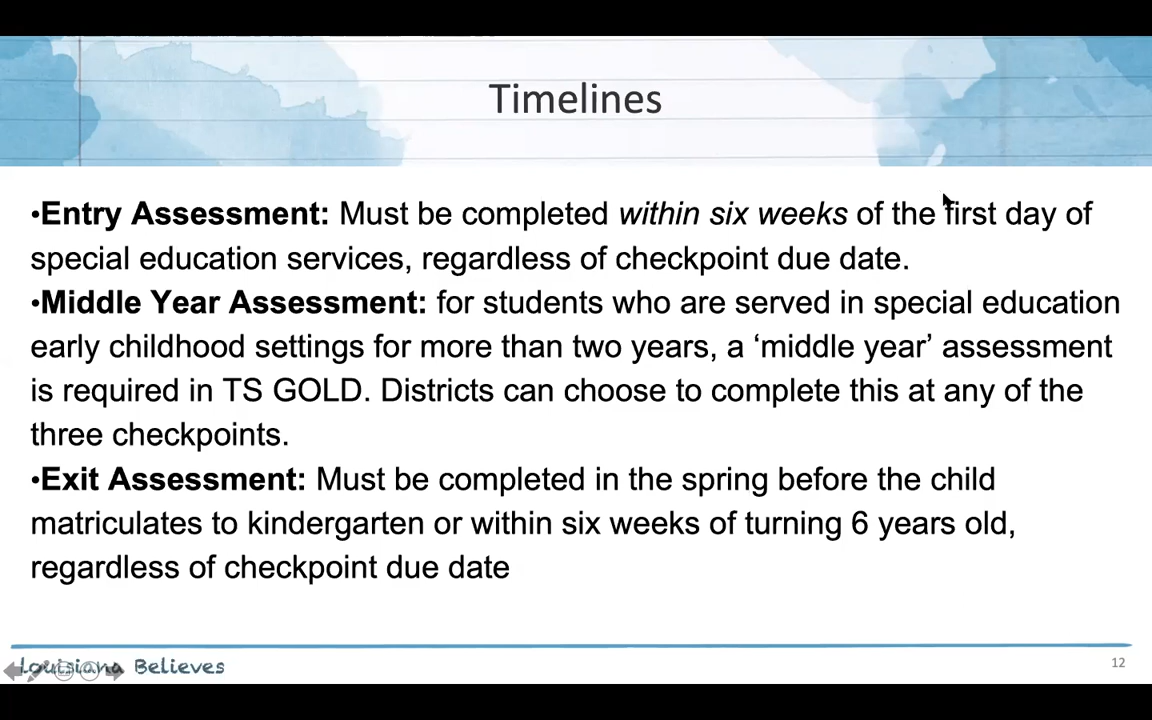 Timelines
•Entry Assessment: Must be completed within six weeks of the first day of
special education services, regardless of checkpoint due date.
•Middle Year Assessment: for students who are served in special education
early childhood settings for more than two years, a ‘middle year’ assessment
is required in TS GOLD. Districts can choose to complete this at any of the
three checkpoints.
•Exit Assessment: Must be completed in the spring before the child
matriculates to kindergarten or within six weeks of turning 6 years old,
regardless of checkpoint due date
Louisiana Believes
12